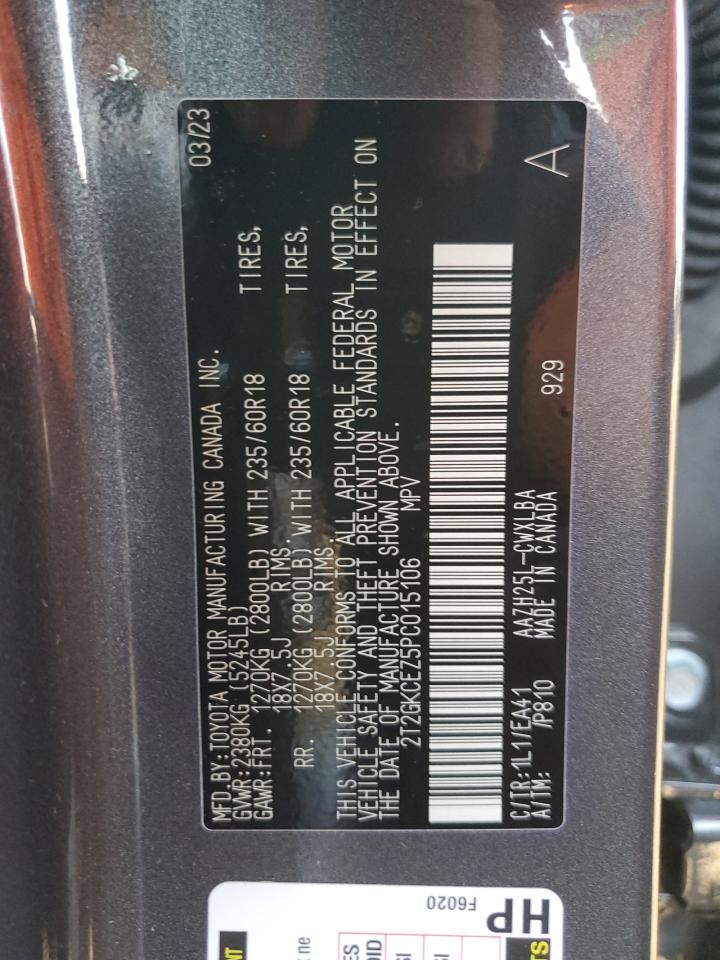 MFD.BY:TOYOTA MOTOR MANUFACTURING CANADA INC. 03/23
GVWR:2380KG (5245LB)
GAWR:FRT. 1270KG (2800LB) WITH 235/60R18 TIRES,
18X7.5J RIMS.
RR. 1270KG (2800LB) WITH 235/60R18 TIRES,
18X7.5J RIMS.
THIS VEHICLE CONFORMS TO ALL APPLICABLE FEDERAL MOTOR
VEHICLE SAFETY AND THEFT PREVENTION STANDARDS IN EFFECT ON
THE DATE OF MANUFACTURE SHOWN ABOVE.
2T2GKCEZ5PC015106 MPV
C/TR:1L1/EA41 AAZH25L-CWXLBA
A/TM: /P810 MADE IN CANADA 929 A
HP
F6020